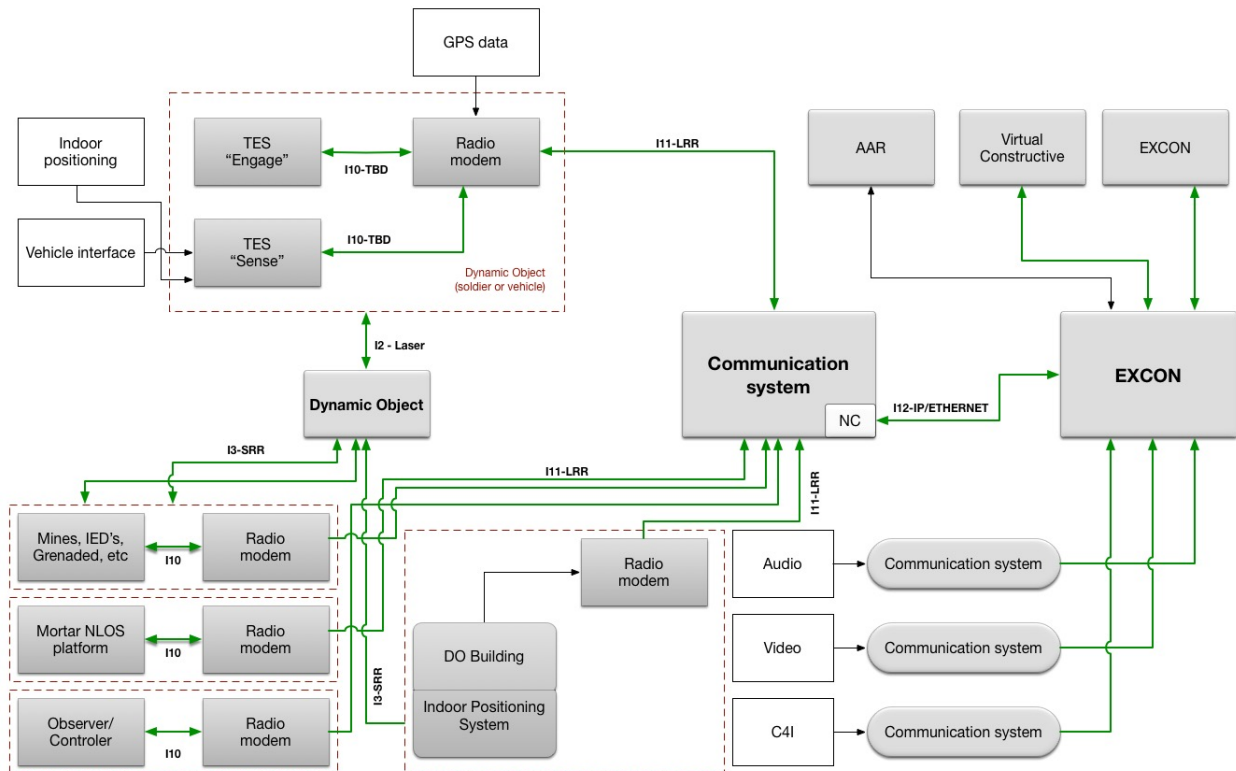 GPS data
Indoor
positioning
Vehicle interface
TES
“Engage”
I10-TBD
Radio
modem
TES
“Sense”
I10-TBD
Dynamic Object
(soldier or vehicle)
I11-LRR
AAR
Virtual
Constructive
EXCON
I2 - Laser
Dynamic Object
Communication
system
NC
I12-IP/ETHERNET
EXCON
I3-SRR
I11-LRR
I11-LRR
Mines, IED’s,
Grenaded, etc
I10
Radio
modem
Mortar NLOS
platform
I10
Radio
modem
Observer/
Controler
I10
Radio
modem
I3-SRR
Radio
modem
DO Building
Indoor Positioning
System
Audio
Communication system
Video
Communication system
C4I
Communication system